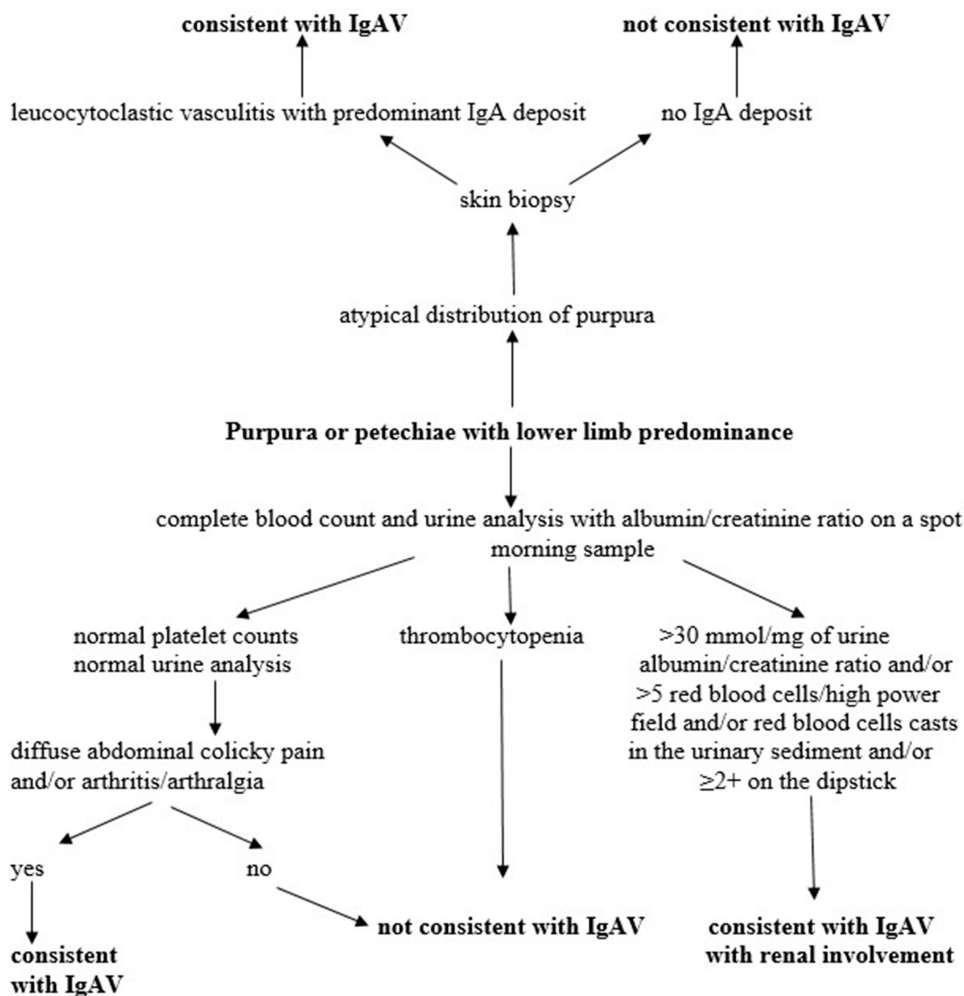 consistent with IgAV
not consistent with IgAV
leucocytoclastic vasculitis with predominant IgA deposit
no IgA deposit
skin biopsy
atypical distribution of purpura
Purpura or petechiae with lower limb predominance
complete blood count and urine analysis with albumin/creatinine ratio on a spot
morning sample
normal platelet counts
normal urine analysis
thrombocytopenia
>30 mmol/mg of urine
albumin/creatinine ratio and/or
>5 red blood cells/high power
field and/or red blood cells casts
in the urinary sediment and/or
≥2+ on the dipstick
diffuse abdominal colicky pain
and/or arthritis/arthralgia
yes
no
consistent
with IgAV
not consistent with IgAV
consistent with IgAV
with renal involvement